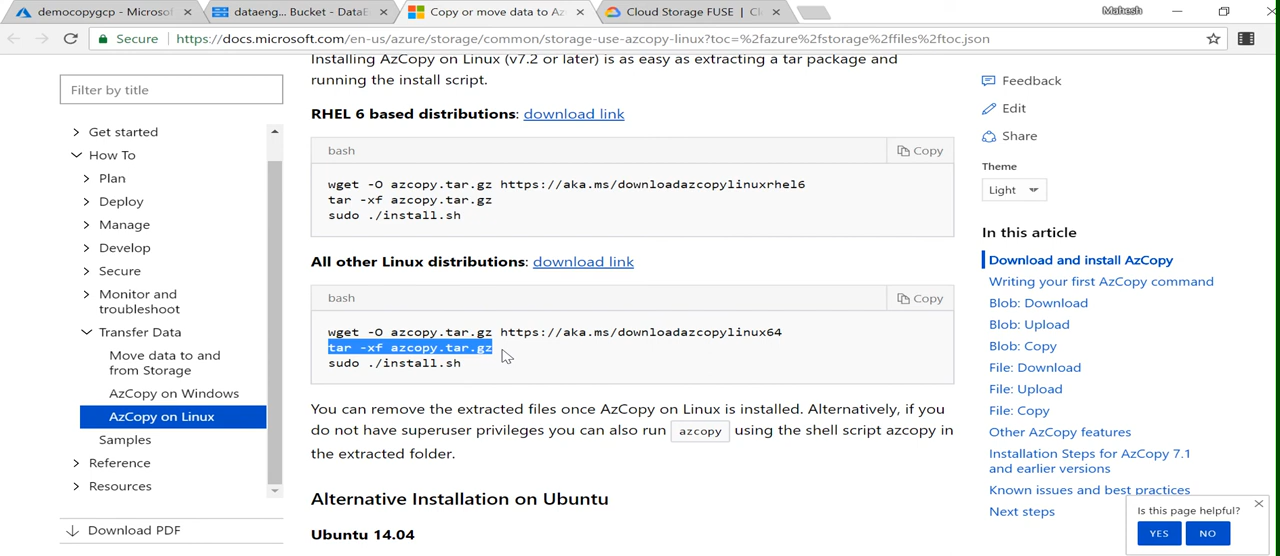 democopygcp - Microso
dataeng... Bucket - DataE
Copy or move data to Az
Cloud Storage FUSE | Clo
Mahesh
Secure
https://docs.microsoft.com/en-us/azure/storage/common/storage-use-azcopy-linux?toc=%2fazure%2fstorage%2ffiles%2ftoc.json
Filter by title
Get started
How To
Plan
Deploy
Manage
Develop
Secure
Monitor and
troubleshoot
Transfer Data
Move data to and
from Storage
AzCopy on Windows
AzCopy on Linux
Samples
Reference
Resources
Download PDF
Installing AzCopy on Linux (v7.2 or later) is as easy as extracting a tar package and
running the install script.
RHEL 6 based distributions: download link
bash
Copy
wget -O azcopy.tar.gz https://aka.ms/downloadazcopylinuxrhel6
tar -xf azcopy.tar.gz
sudo ./install.sh
All other Linux distributions: download link
bash
Copy
wget -O azcopy.tar.gz https://aka.ms/downloadazcopylinux64
tar -xf azcopy.tar.gz
sudo ./install.sh
You can remove the extracted files once AzCopy on Linux is installed. Alternatively, if you
do not have superuser privileges you can also run azcopy using the shell script azcopy in
the extracted folder.
Alternative Installation on Ubuntu
Ubuntu 14.04
Feedback
Edit
Share
Theme
Light
In this article
Download and install AzCopy
Writing your first AzCopy command
Blob: Download
Blob: Upload
Blob: Copy
File: Download
File: Upload
File: Copy
Other AzCopy features
Installation Steps for AzCopy 7.1
and earlier versions
Known issues and best practices
Next steps
Is this page helpful?
YES
NO